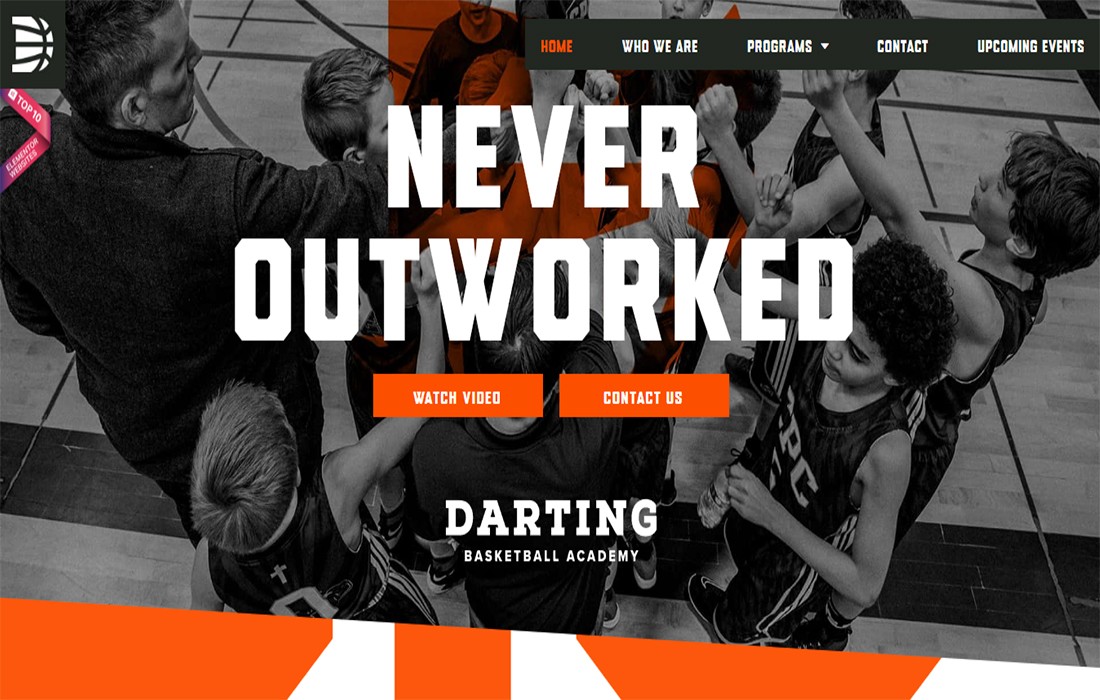 HOME
WHO WE ARE
PROGRAMS
CONTACT
UPCOMING EVENTS
TOP 10
ELEMENTOR
WEBSITES
NEVER
OUTWORKED
WATCH VIDEO
CONTACT US
DARTING
BASKETBALL ACADEMY